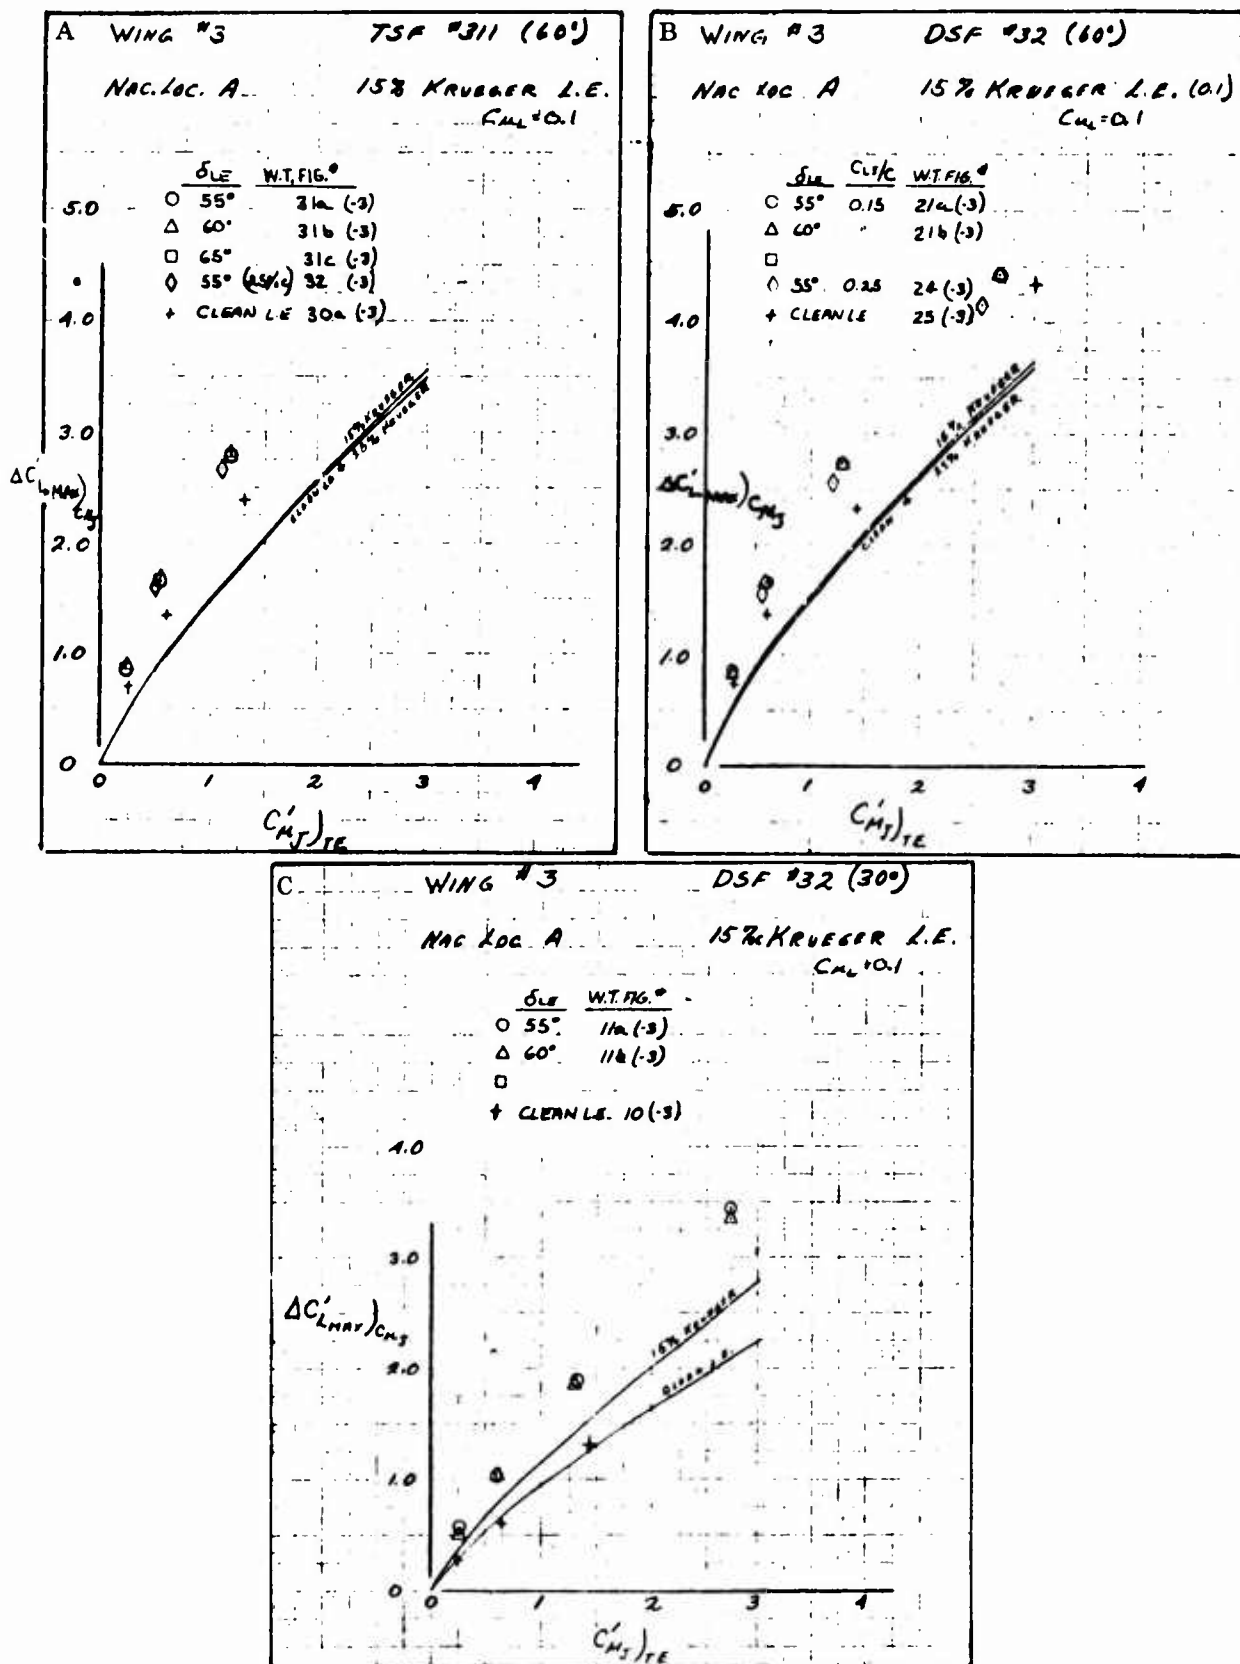 A WING #3 TSF #311 (60°)
NAC. LOC. A 15% KRUEGER L.E.
CμL=0.1
δLE W.T. FIG.#
○ 55° 31a (-3)
△ 60° 31b (-3)
□ 65° 31c (-3)
◇ 55° 32 (-3)
+ CLEAN L.E 30a (-3)
5.0
4.0
3.0
2.0
1.0
0
ΔC'LMAX)CμJ
15% KRUEGER
0 1 2 3 4
C'μJ)TE
B WING #3 DSF #32 (60°)
NAC LOC A 15% KRUEGER L.E. (0.1)
CμL=0.1
δLE CLE/C W.T. FIG.#
○ 55° 0.15 21a (-3)
△ 60° " 21b (-3)
□
◇ 55° 0.25 24 (-3)
+ CLEAN LE 25 (-3)
5.0
4.0
3.0
2.0
1.0
0
ΔC'LMAX)CμJ
15% KRUEGER
25% KRUEGER
CLEAN
0 1 2 3 4
C'μJ)TE
C WING #3 DSF #32 (30°)
NAC LOC A 15% KRUEGER L.E.
CμL=0.1
δLE W.T. FIG.#
○ 55° 11a (-3)
△ 60° 11b (-3)
□
+ CLEAN LE. 10 (-3)
4.0
3.0
2.0
1.0
0
ΔC'LMAX)CμJ
15% KRUEGER
CLEAN L.E.
0 1 2 3 4
C'μJ)TE